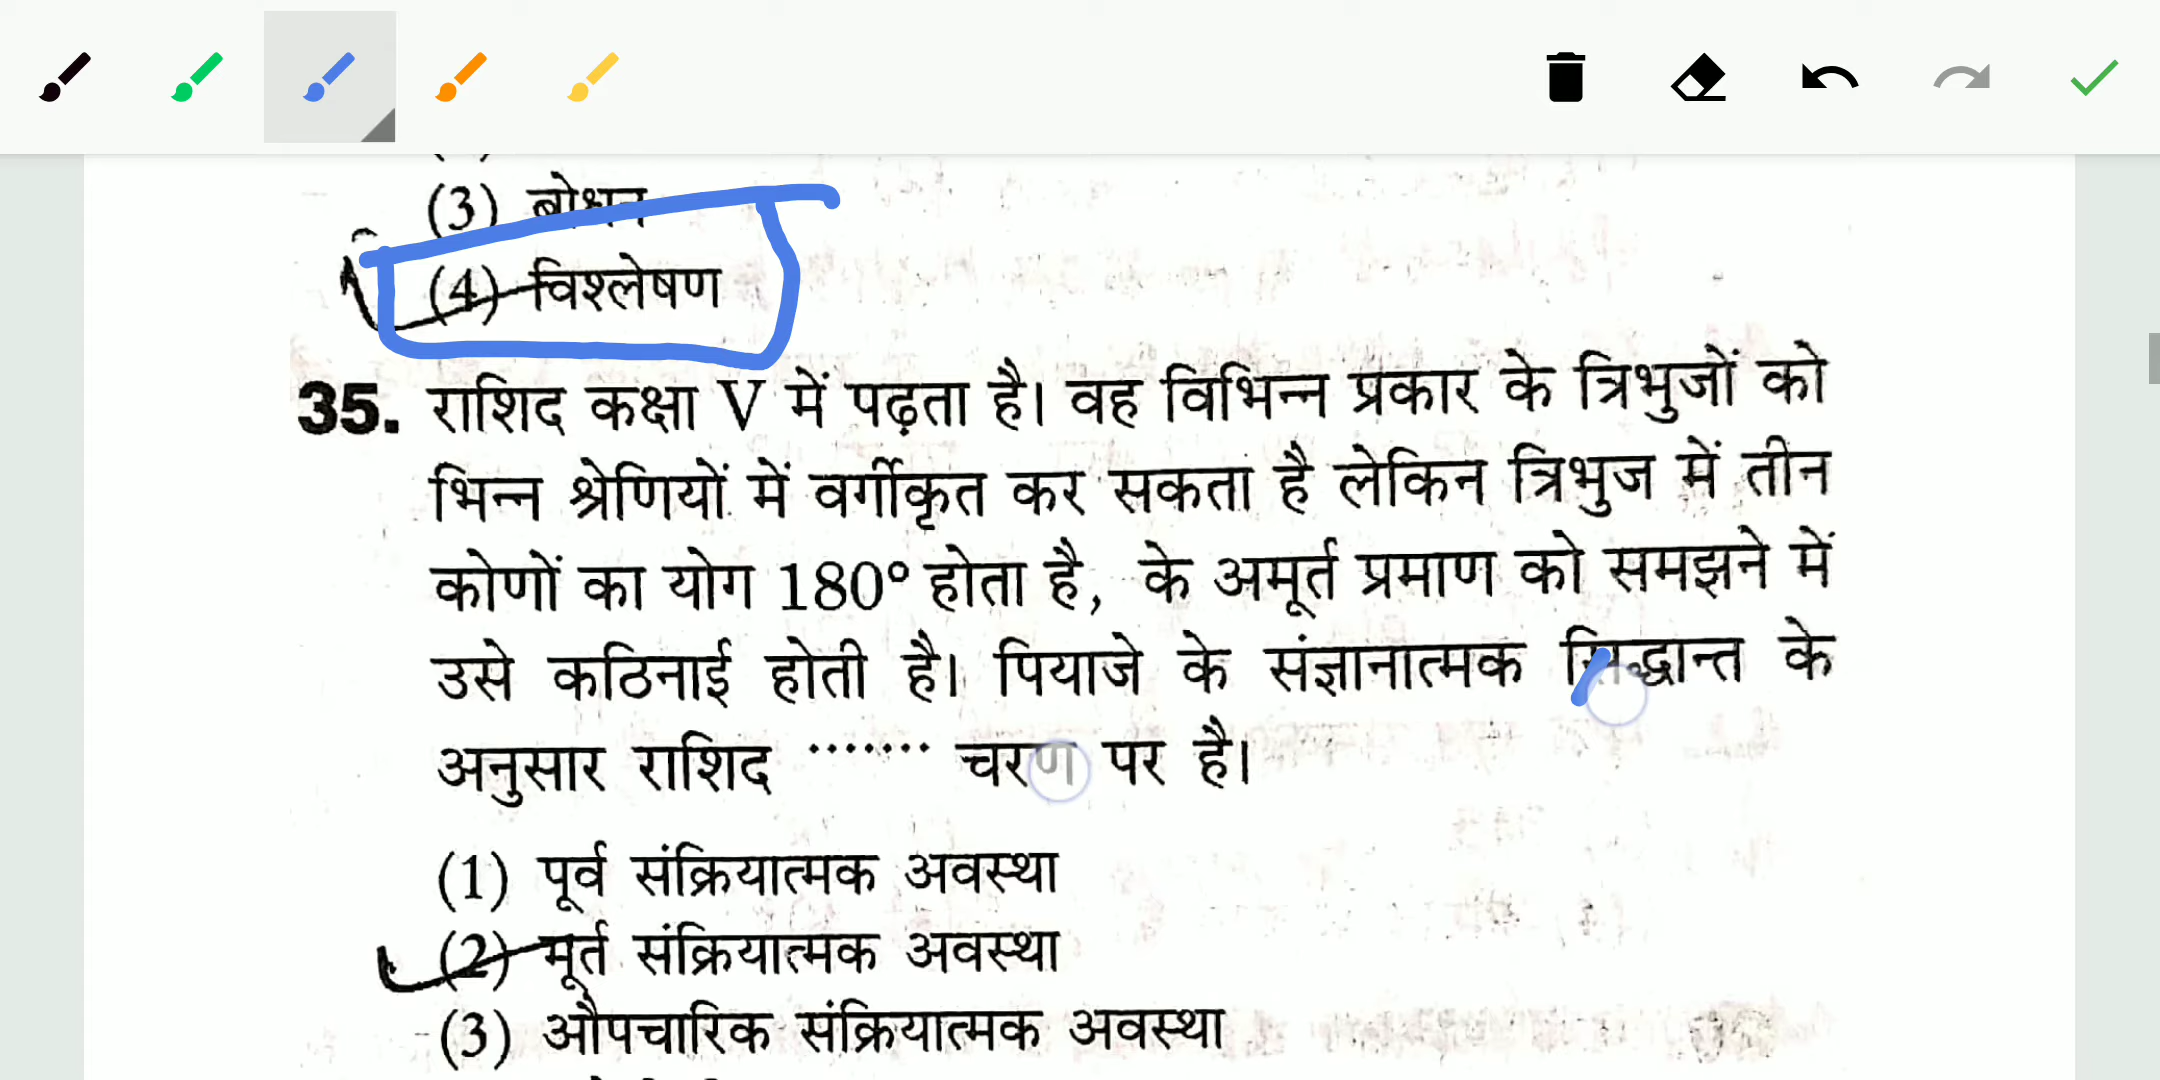 (3) बोधन
(4) विश्लेषण
35. राशिद कक्षा V में पढ़ता है। वह विभिन्न प्रकार के त्रिभुजों को
भिन्न श्रेणियों में वर्गीकृत कर सकता है लेकिन त्रिभुज में तीन
कोणों का योग 180° होता है, के अमूर्त प्रमाण को समझने में
उसे कठिनाई होती है। पियाजे के संज्ञानात्मक सिद्धान्त के
अनुसार राशिद ....... चरण पर है।
(1) पूर्व संक्रियात्मक अवस्था
(2) मूर्त संक्रियात्मक अवस्था
(3) औपचारिक संक्रियात्मक अवस्था